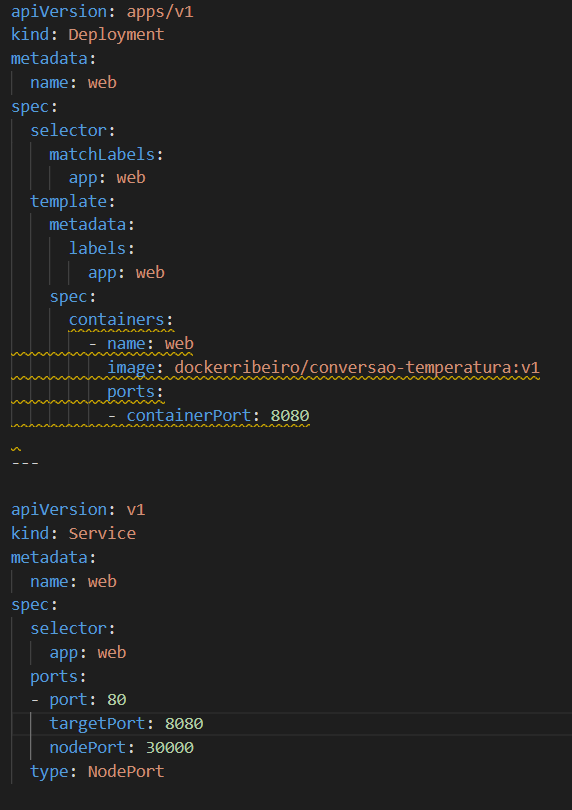 apiVersion: apps/v1
kind: Deployment
metadata:
  name: web
spec:
  selector:
    matchLabels:
      app: web
  template:
    metadata:
      labels:
        app: web
    spec:
      containers:
        - name: web
          image: dockerribeiro/conversao-temperatura:v1
          ports:
          - containerPort: 8080
---
apiVersion: v1
kind: Service
metadata:
  name: web
spec:
  selector:
    app: web
  ports:
  - port: 80
    targetPort: 8080
    nodePort: 30000
  type: NodePort